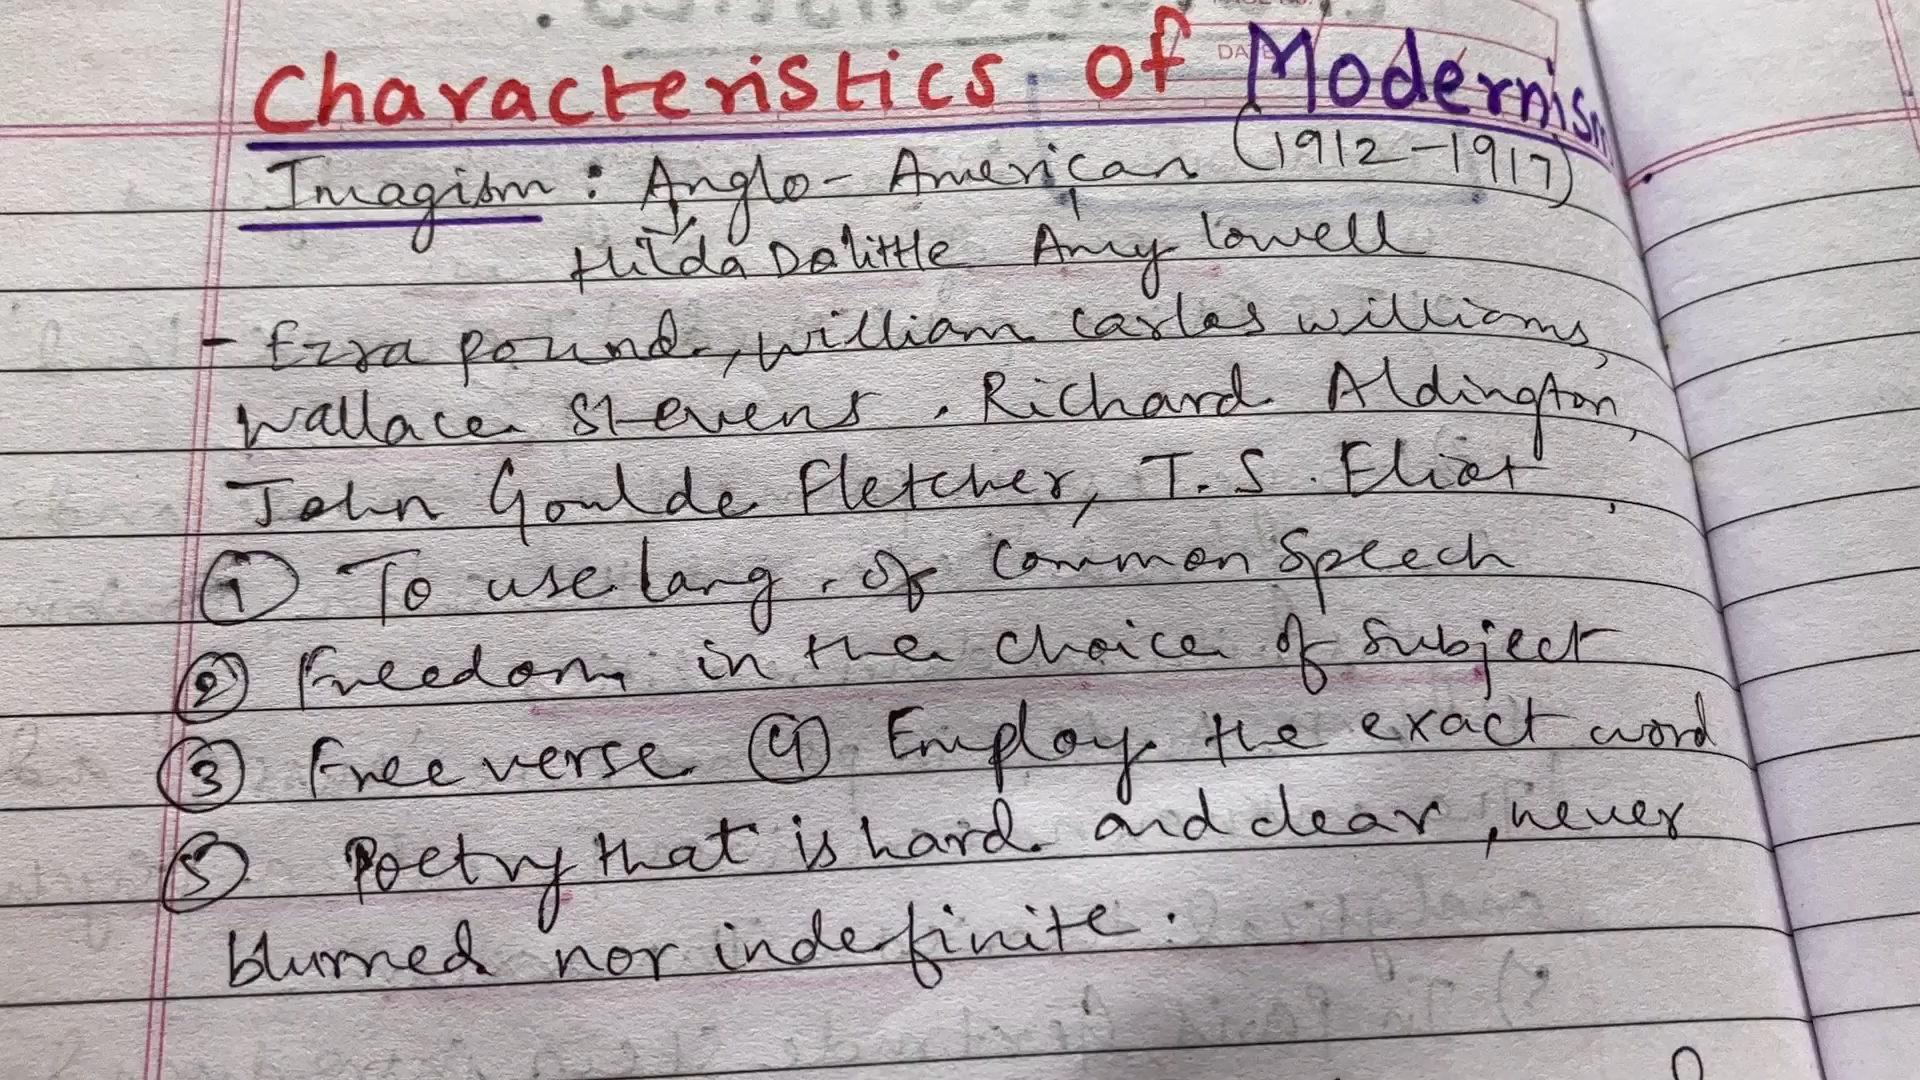 Characteristics of Modernism
Imagism : Anglo - American (1912-1917)
Hilda Dolittle Amy Lowell
- Ezra Pound, William Carlos Williams,
Wallace Stevens, Richard Aldington,
John Goulde Fletcher, T. S. Eliot,
① To use lang. of common speech
② Freedom in the choice of subject
③ Free verse ④ Employ the exact word
⑤ Poetry that is hard and clear, never
blurred nor indefinite.